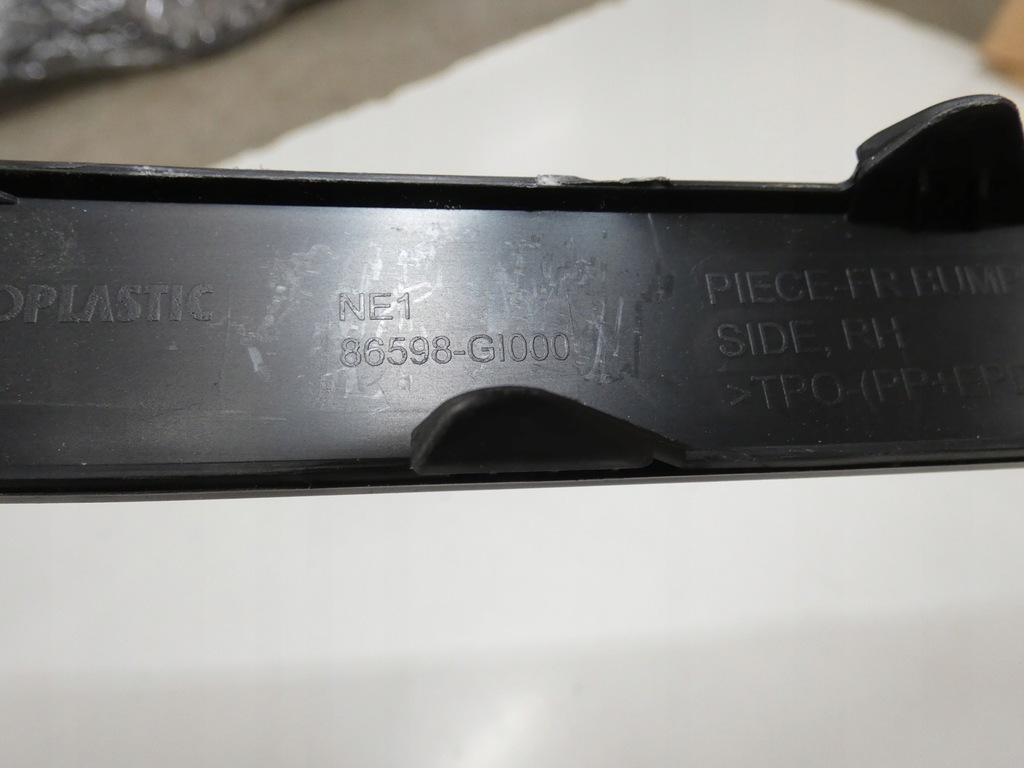 OPLASTIC
NE1
86598-GI000
PIECE-FR BUMP
SIDE, RH
>TPO-(PP+EP